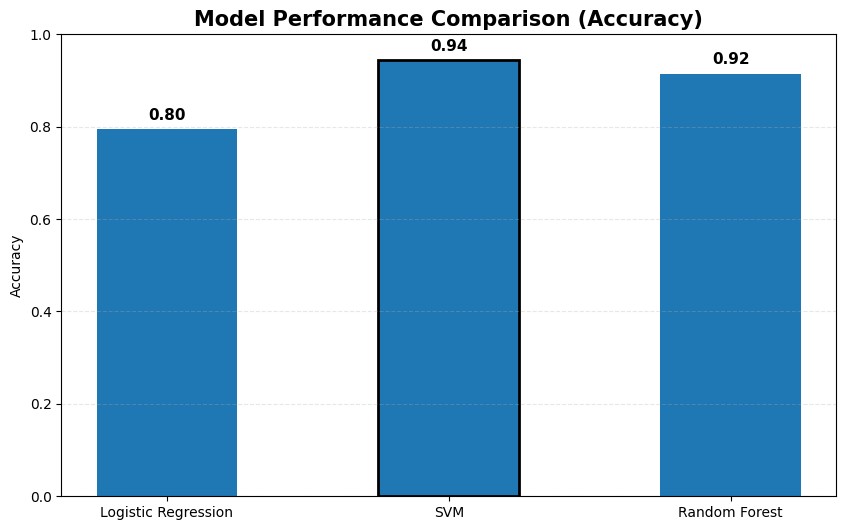 Model Performance Comparison (Accuracy)
1.0
0.8
0.6
0.4
0.2
0.0
Accuracy
0.80
0.94
0.92
Logistic Regression
SVM
Random Forest